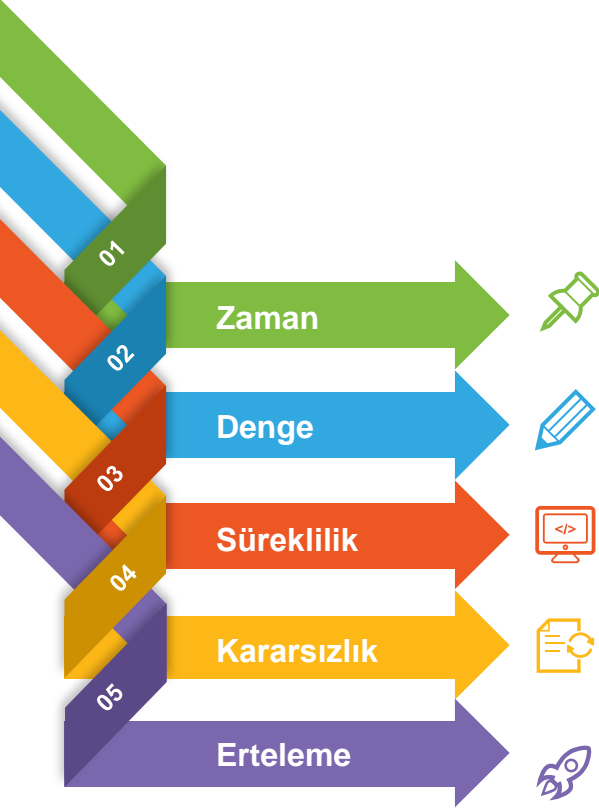 01
Zaman
02
Denge
03
</>
Süreklilik
04
Kararsızlık
05
Erteleme